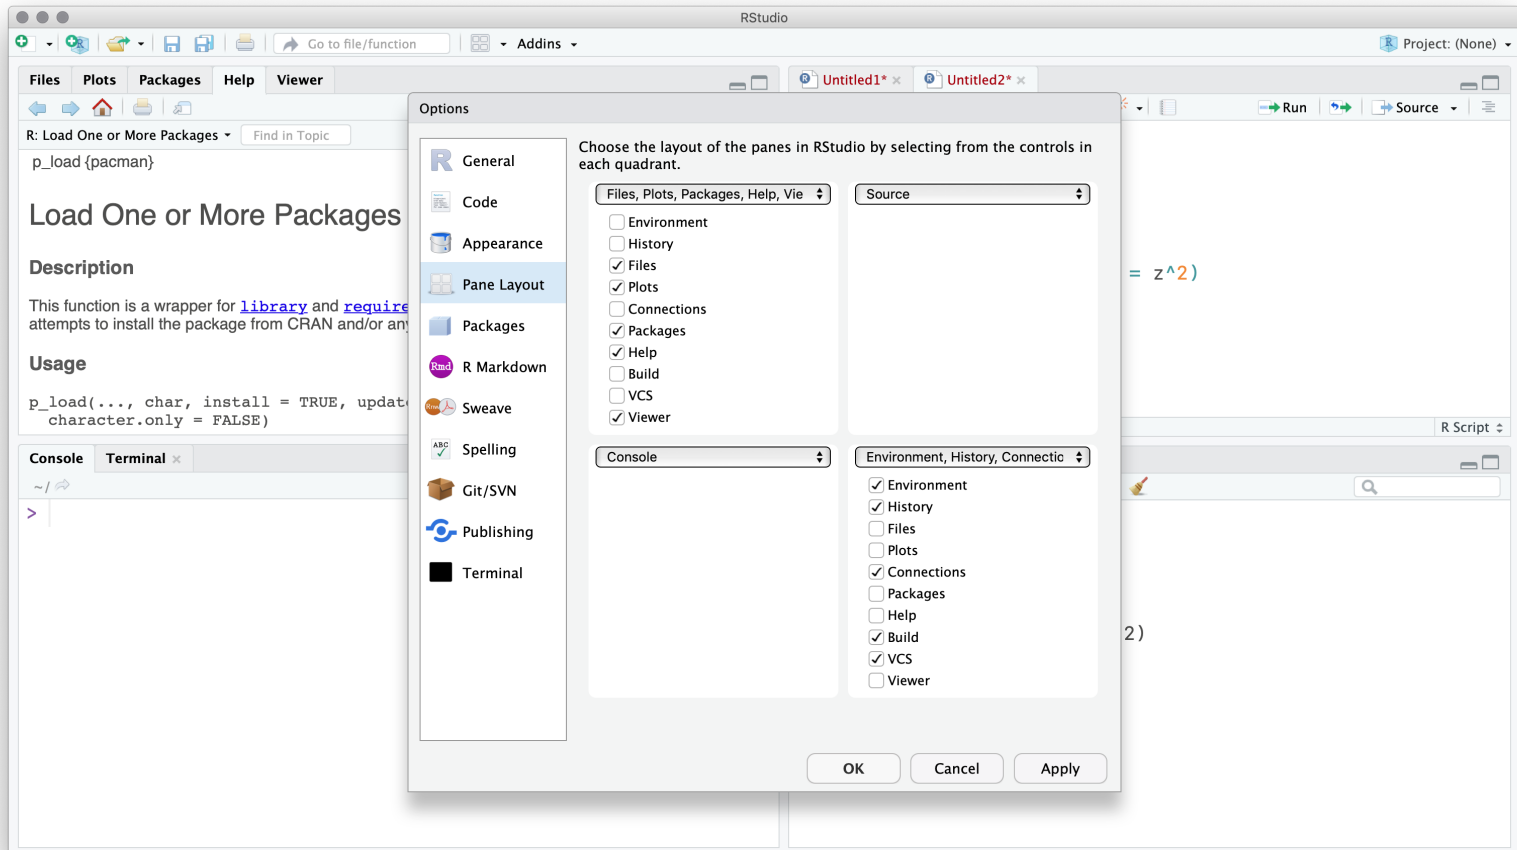 RStudio
Go to file/function
Addins
Project: (None)
Files Plots Packages Help Viewer
Untitled1* Untitled2*
R: Load One or More Packages
Find in Topic
Run
Source
p_load {pacman}
Load One or More Packages
Description
This function is a wrapper for library and require
attempts to install the package from CRAN and/or any
Usage
p_load(..., char, install = TRUE, update
character.only = FALSE)
= z^2)
R Script
Console Terminal
~/
>
2)
Options
General
Code
Appearance
Pane Layout
Packages
Rmd
R Markdown
Sweave
ABC
Spelling
Git/SVN
Publishing
Terminal
Choose the layout of the panes in RStudio by selecting from the controls in
each quadrant.
Files, Plots, Packages, Help, Vie
Environment
History
Files
Plots
Connections
Packages
Help
Build
VCS
Viewer
Source
Console
Environment, History, Connectio
Environment
History
Files
Plots
Connections
Packages
Help
Build
VCS
Viewer
OK
Cancel
Apply